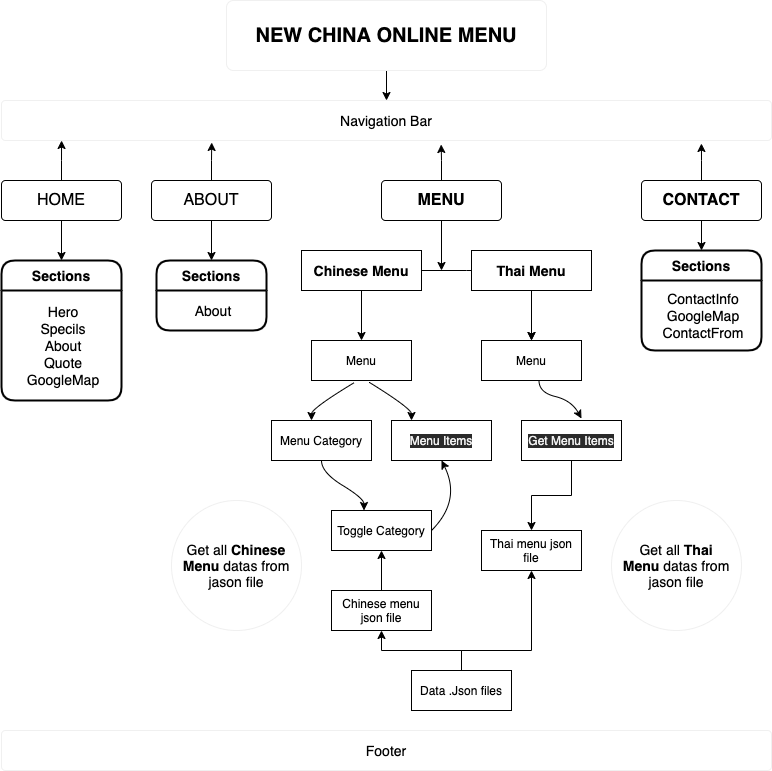 NEW CHINA ONLINE MENU
Navigation Bar
HOME
ABOUT
MENU
CONTACT
Sections
Hero
Specils
About
Quote
GoogleMap
Sections
About
Chinese Menu
Thai Menu
Sections
ContactInfo
GoogleMap
ContactFrom
Menu
Menu
Menu Category
Menu Items
Get Menu Items
Toggle Category
Thai menu json
file
Get all Chinese
Menu datas from
jason file
Get all Thai
Menu datas from
jason file
Chinese menu
json file
Data .Json files
Footer